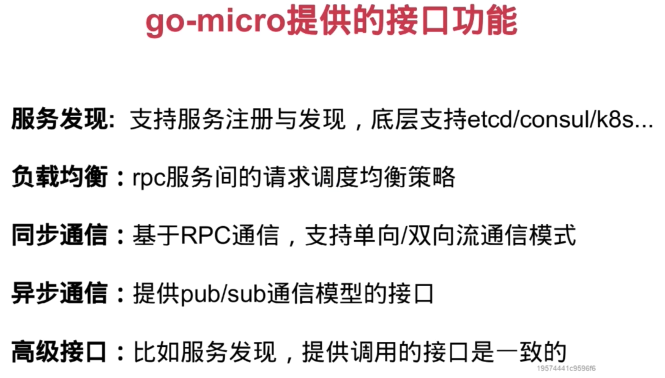 go-micro提供的接口功能
服务发现: 支持服务注册与发现，底层支持etcd/consul/k8s...
负载均衡：rpc服务间的请求调度均衡策略
同步通信：基于RPC通信，支持单向/双向流通信模式
异步通信：提供pub/sub通信模型的接口
高级接口：比如服务发现，提供调用的接口是一致的
19574441c9596f6